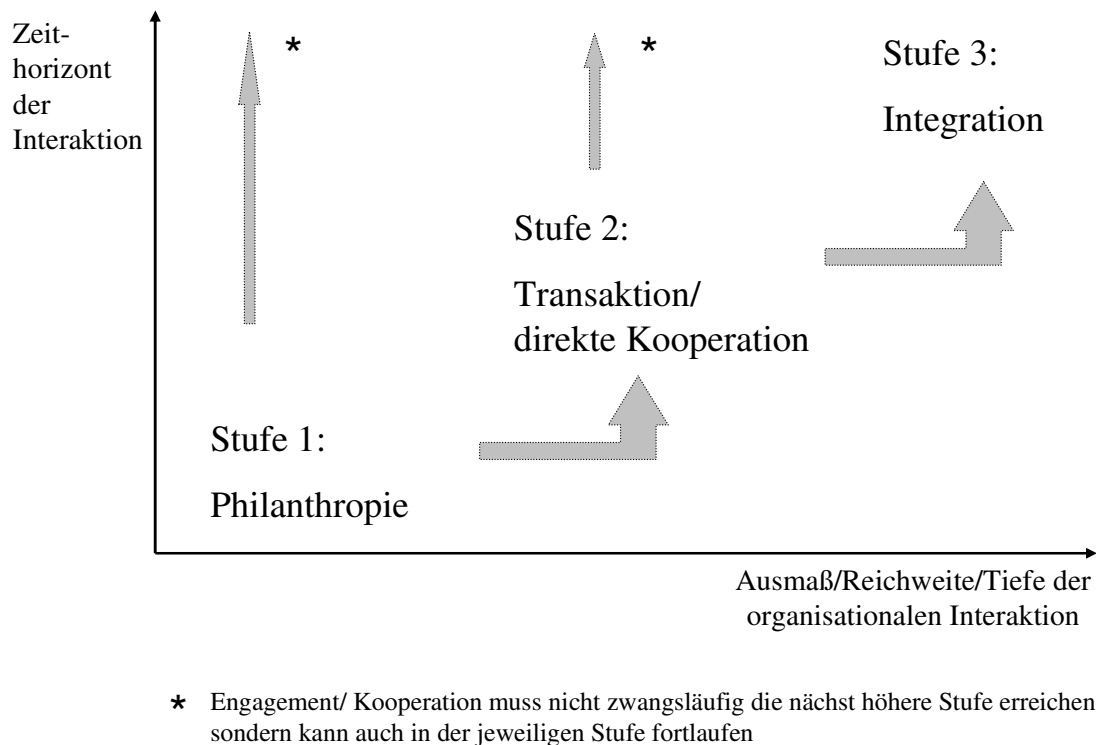 Zeit-
horizont
der
Interaktion
*
*
Stufe 3:
Integration
Stufe 2:
Transaktion/
direkte Kooperation
Stufe 1:
Philanthropie
Ausmaß/Reichweite/Tiefe der
organisationalen Interaktion
* Engagement/ Kooperation muss nicht zwangsläufig die nächst höhere Stufe erreichen
sondern kann auch in der jeweiligen Stufe fortlaufen